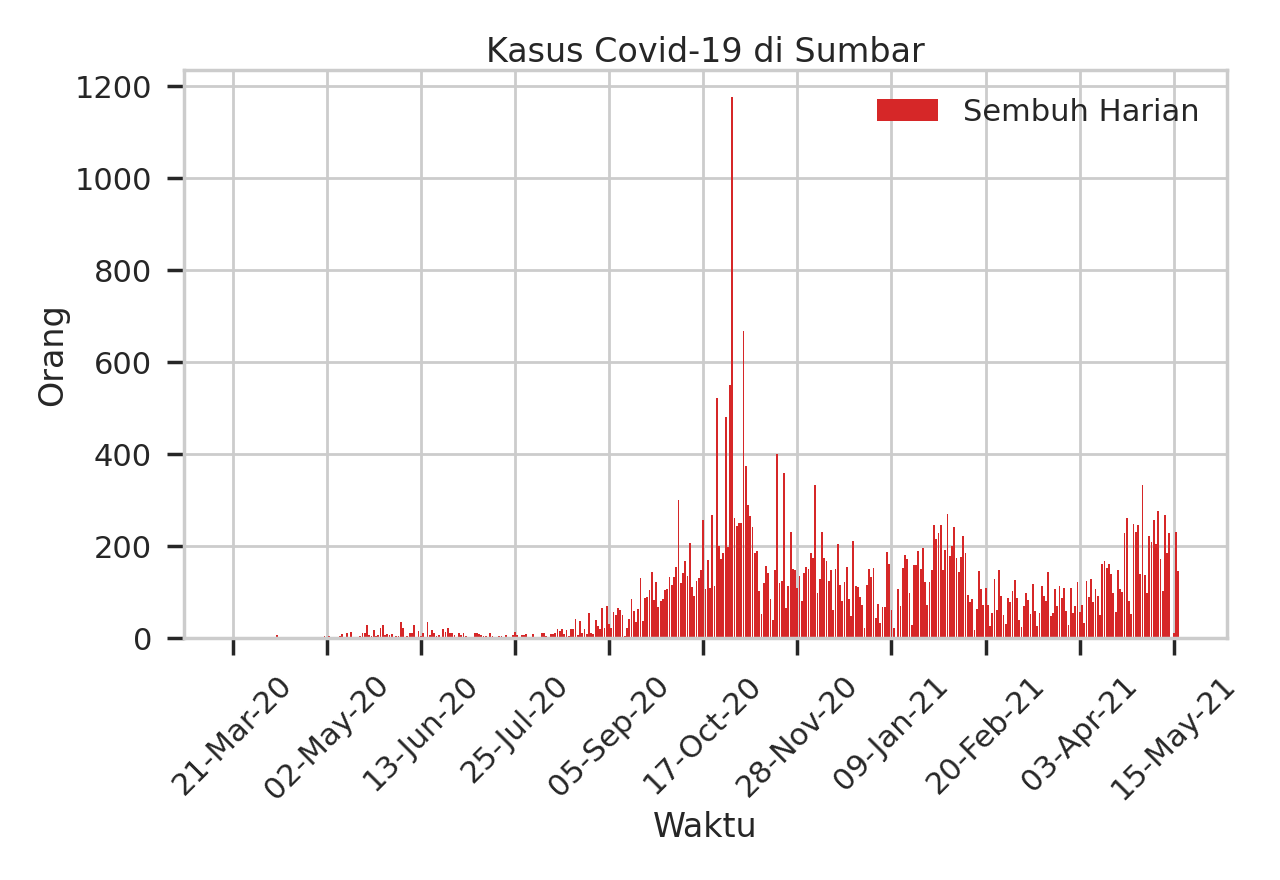 Kasus Covid-19 di Sumbar
Sembuh Harian
Orang
1200
1000
800
600
400
200
0
21-Mar-20
02-May-20
13-Jun-20
25-Jul-20
05-Sep-20
17-Oct-20
28-Nov-20
09-Jan-21
20-Feb-21
03-Apr-21
15-May-21
Waktu